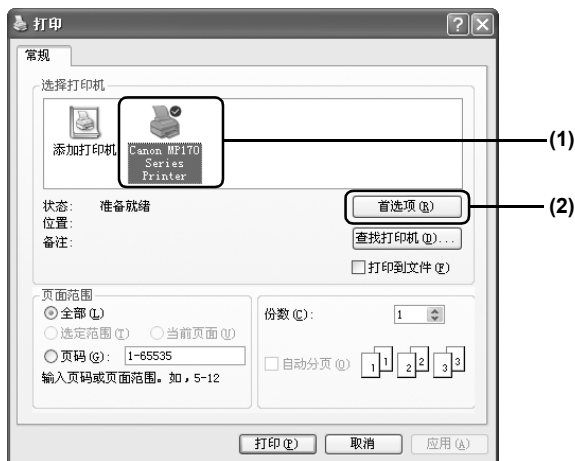 打印
常规
选择打印机
添加打印机
Canon MP170
Series
Printer
(1)
状态: 准备就绪
位置:
备注:
首选项(R)
(2)
查找打印机(D)...
打印到文件(F)
页面范围
全部(L)
选定范围(T) 当前页面(U)
页码(G): 1-65535
输入页码或页面范围。如,5-12
份数(C): 1
自动分页(O) 1 1 2 2 3 3
打印(P) 取消 应用(A)